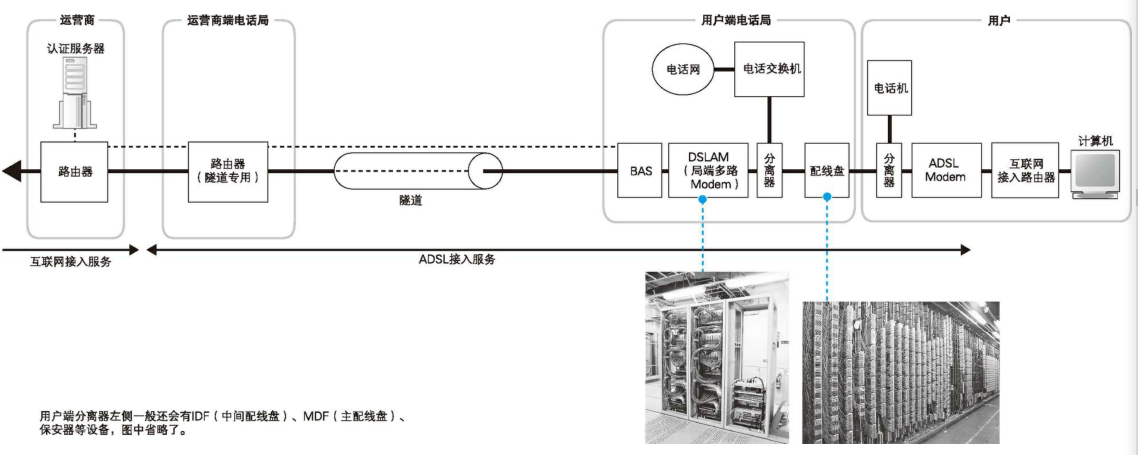 运营商
运营商端电话局
用户端电话局
用户
认证服务器
路由器
路由器
（隧道专用）
隧道
电话网
电话交换机
BAS
DSLAM
（局端多路
Modem）
分离器
配线盘
电话机
分离器
ADSL
Modem
互联网
接入路由器
计算机
互联网接入服务
ADSL接入服务
用户端分离器左侧一般还会有IDF（中间配线盘）、MDF（主配线盘）、
保安器等设备，图中省略了。